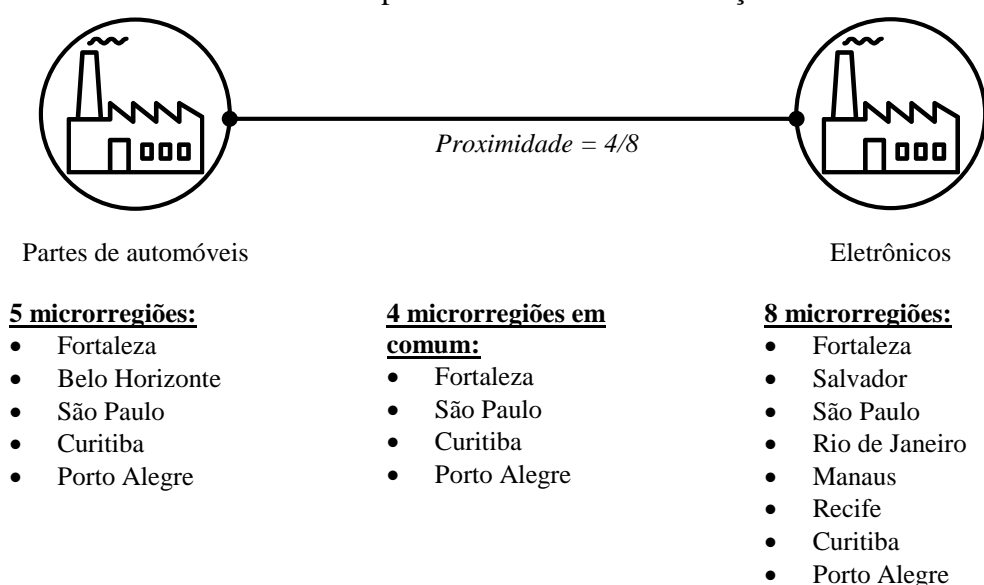 Proximidade = 4/8
Partes de automóveis
Eletrônicos
5 microrregiões:
• Fortaleza
• Belo Horizonte
• São Paulo
• Curitiba
• Porto Alegre
4 microrregiões em
comum:
• Fortaleza
• São Paulo
• Curitiba
• Porto Alegre
8 microrregiões:
• Fortaleza
• Salvador
• São Paulo
• Rio de Janeiro
• Manaus
• Recife
• Curitiba
• Porto Alegre